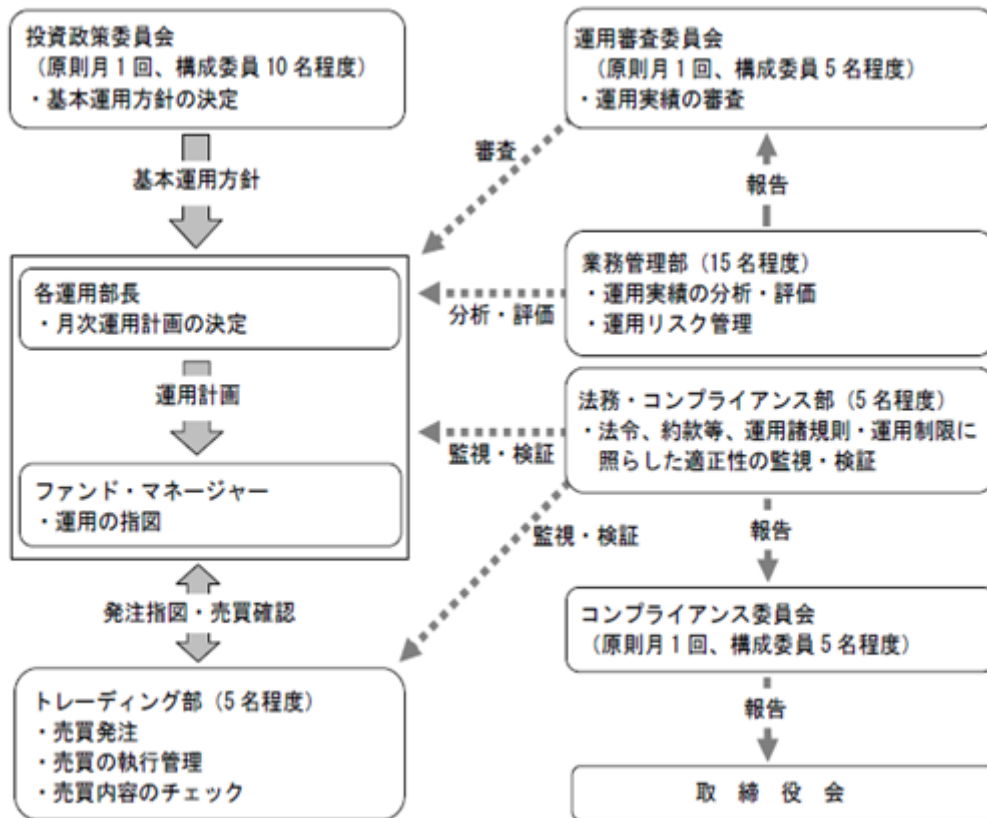 投資政策委員会
（原則月1回、構成委員10名程度）
・基本運用方針の決定
基本運用方針
各運用部長
・月次運用計画の決定
運用計画
ファンド・マネージャー
・運用の指図
発注指図・売買確認
トレーディング部（5名程度）
・売買発注
・売買の執行管理
・売買内容のチェック
運用審査委員会
（原則月1回、構成委員5名程度）
・運用実績の審査
審査
報告
業務管理部（15名程度）
・運用実績の分析・評価
・運用リスク管理
分析・評価
法務・コンプライアンス部（5名程度）
・法令、約款等、運用諸規則・運用制限に
照らした適正性の監視・検証
監視・検証
監視・検証
報告
コンプライアンス委員会
（原則月1回、構成委員5名程度）
報告
取締役会